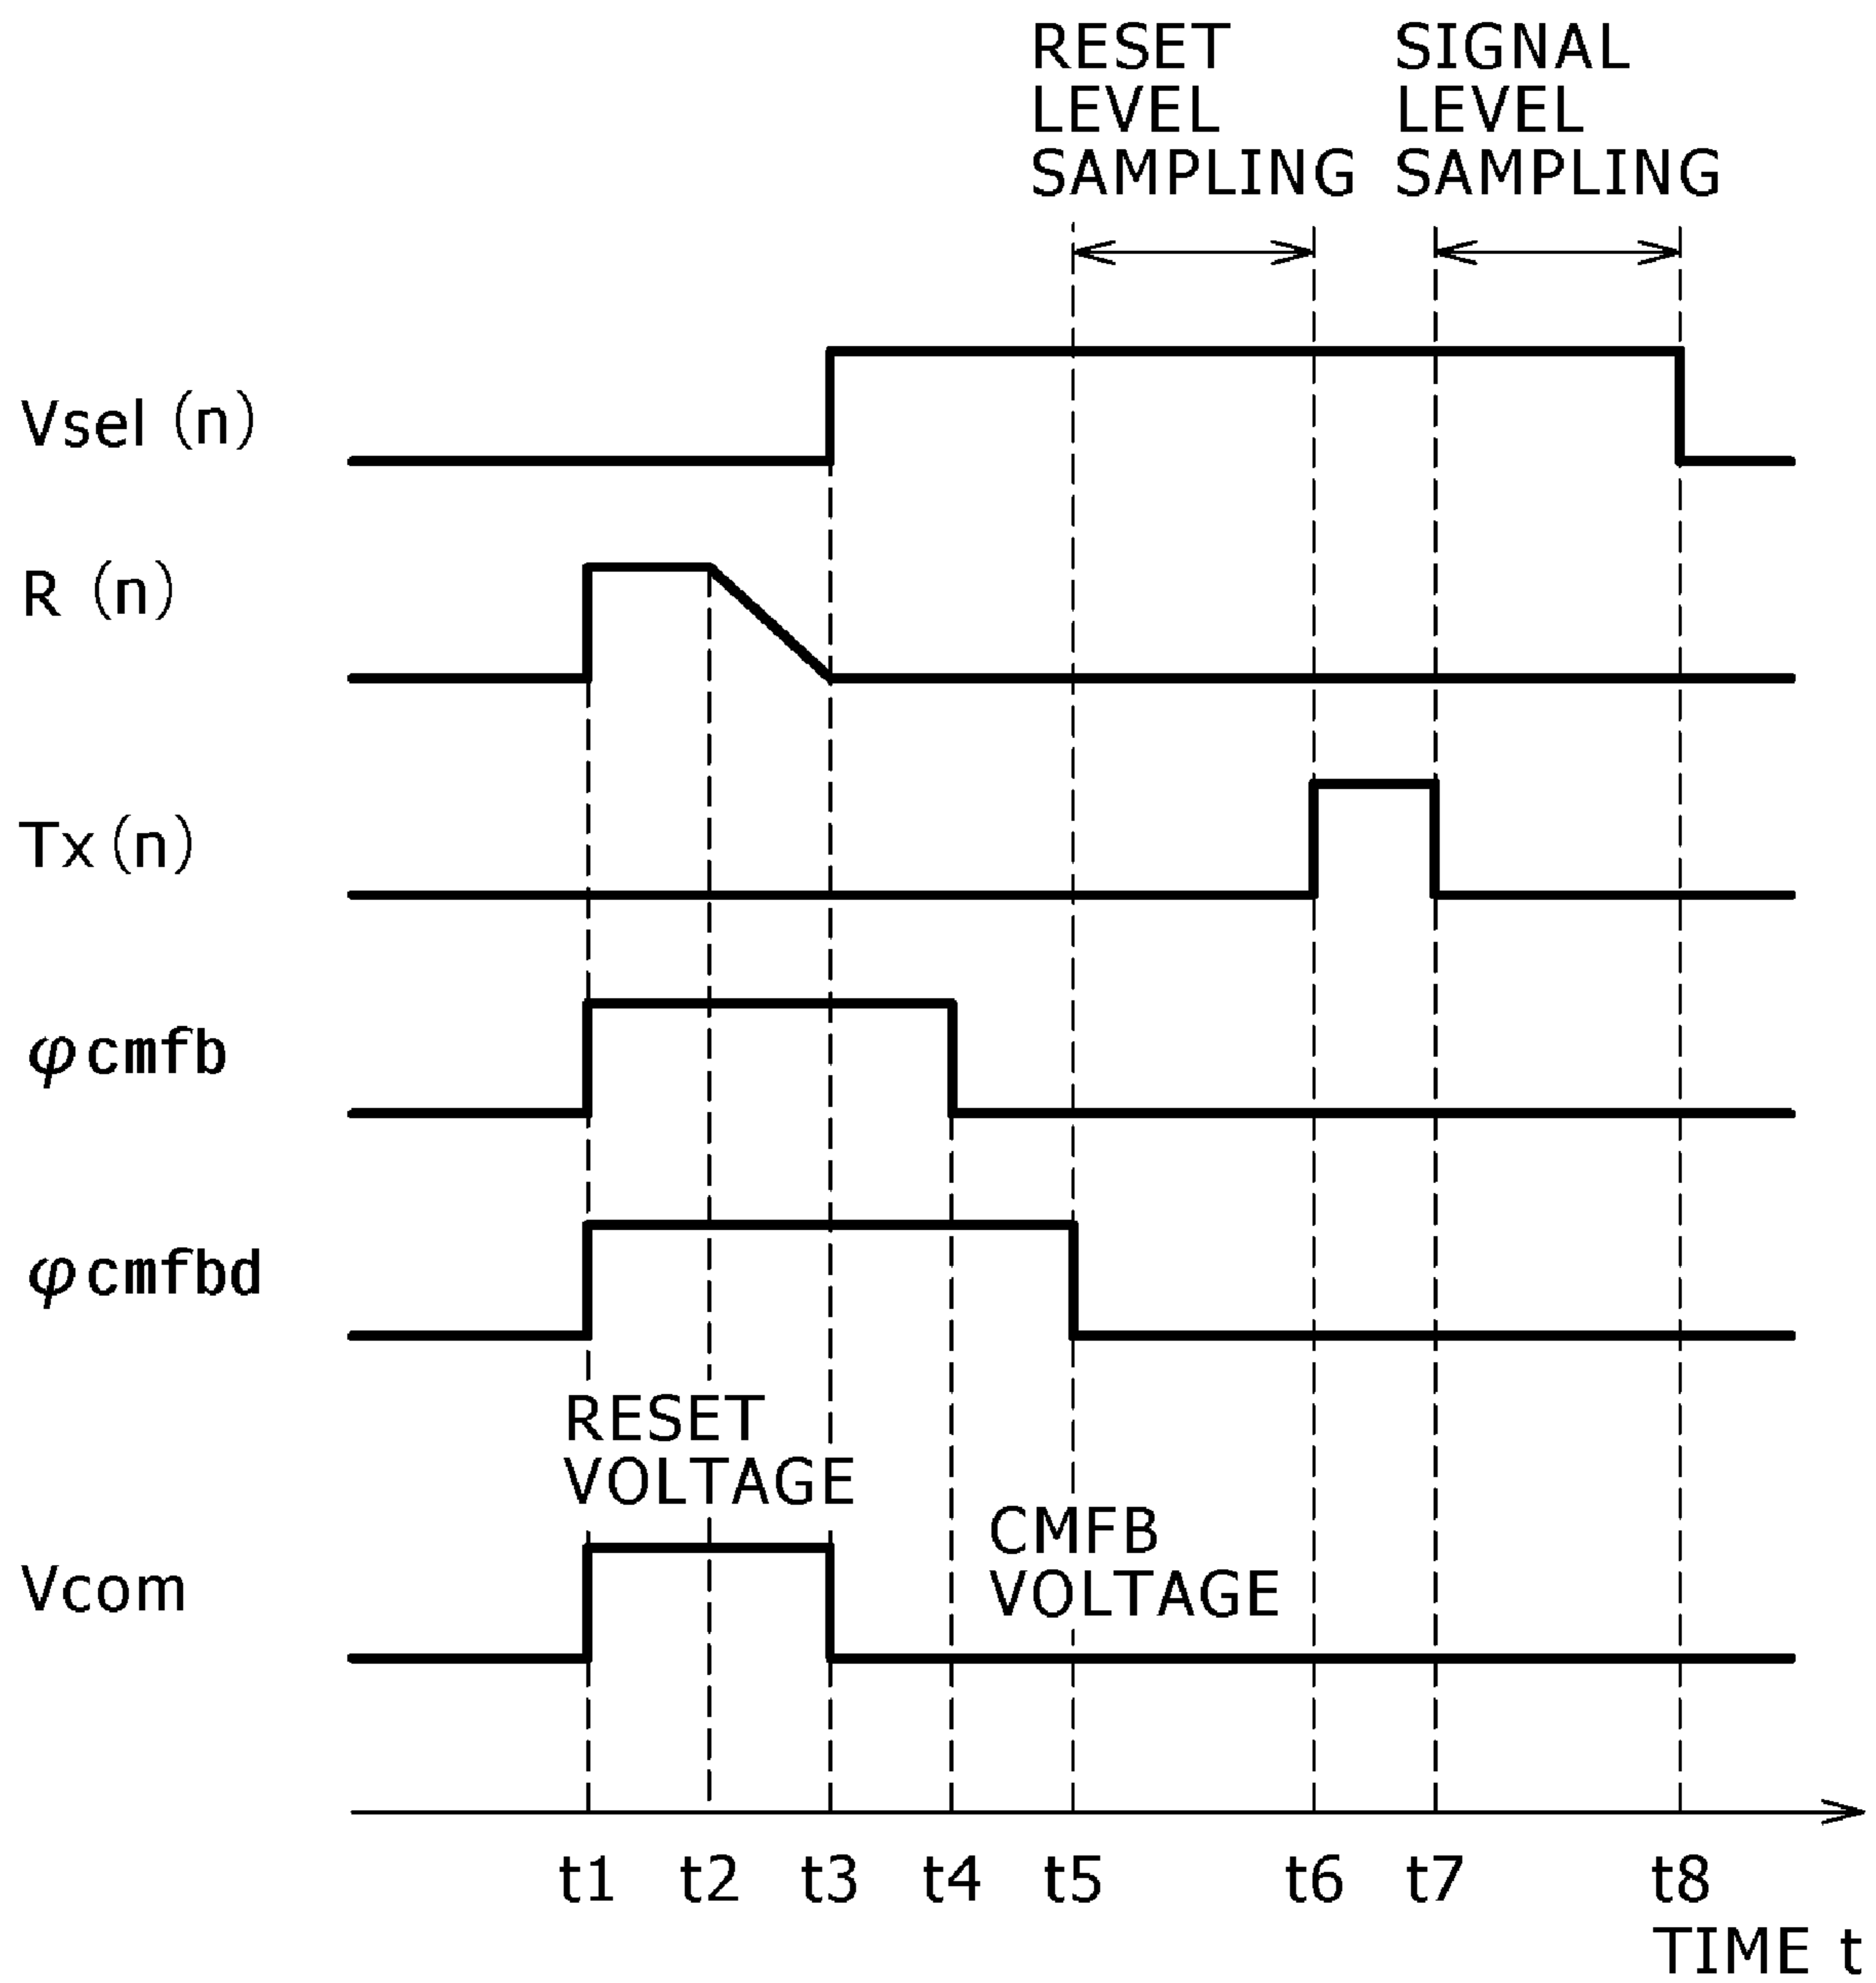 RESET
LEVEL
SAMPLING
SIGNAL
LEVEL
SAMPLING
Vsel (n)
R (n)
Tx (n)
φcmfb
φcmfbd
RESET
VOLTAGE
CMFB
VOLTAGE
Vcom
t1 t2 t3 t4 t5 t6 t7 t8
TIME t